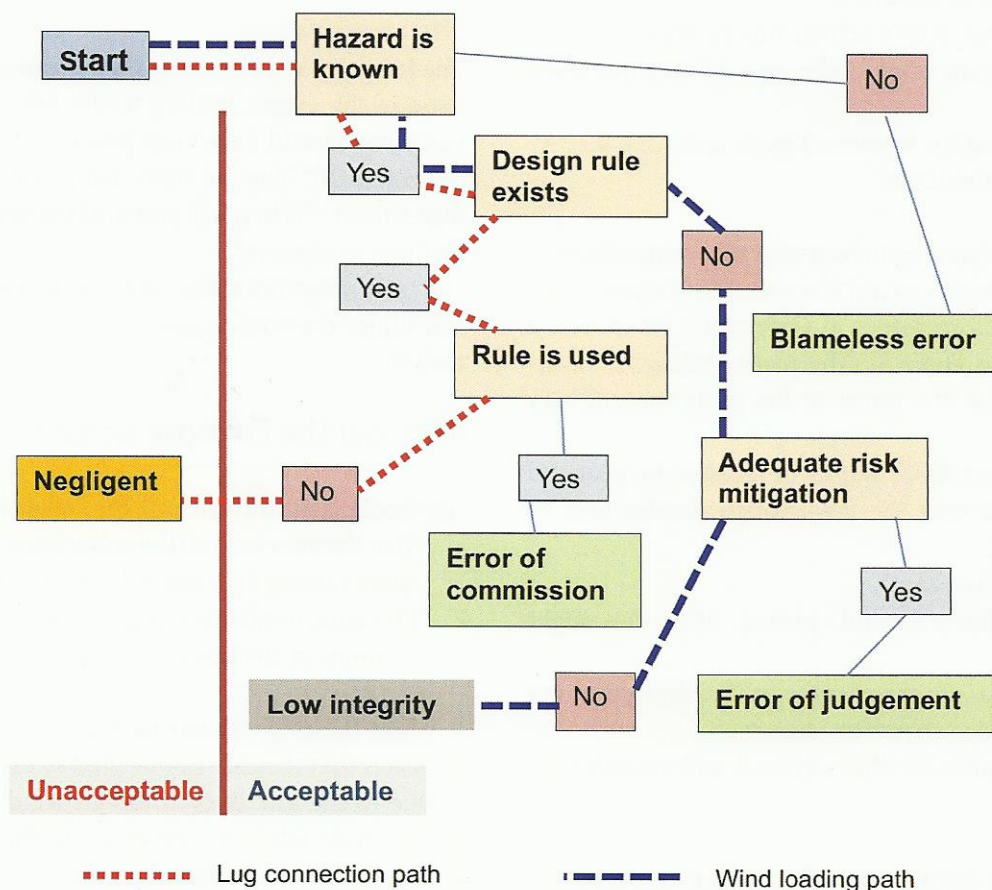 Start
Hazard is
known
No
Yes
Design rule
exists
No
Yes
Rule is used
Blameless error
Negligent
No
Yes
Adequate risk
mitigation
Error of
commission
Yes
Low integrity
No
Error of judgement
Unacceptable
Acceptable
Lug connection path
Wind loading path